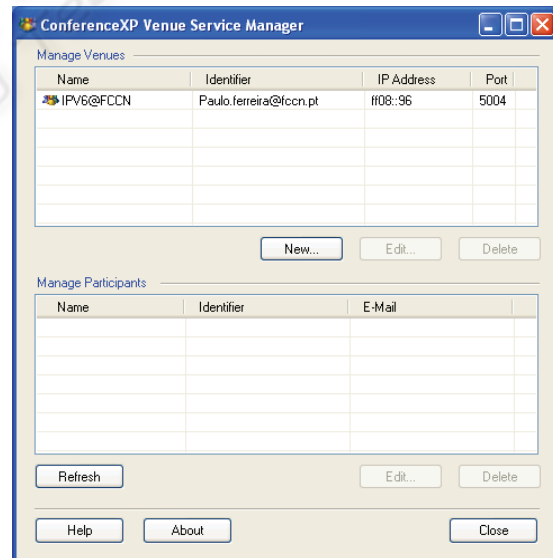 ConferenceXP Venue Service Manager
Manage Venues
Name Identifier IP Address Port
IPV6@FCCN Paulo.ferreira@fccn.pt ff08::96 5004
New... Edit... Delete
Manage Participants
Name Identifier E-Mail
Refresh Edit... Delete
Help About Close